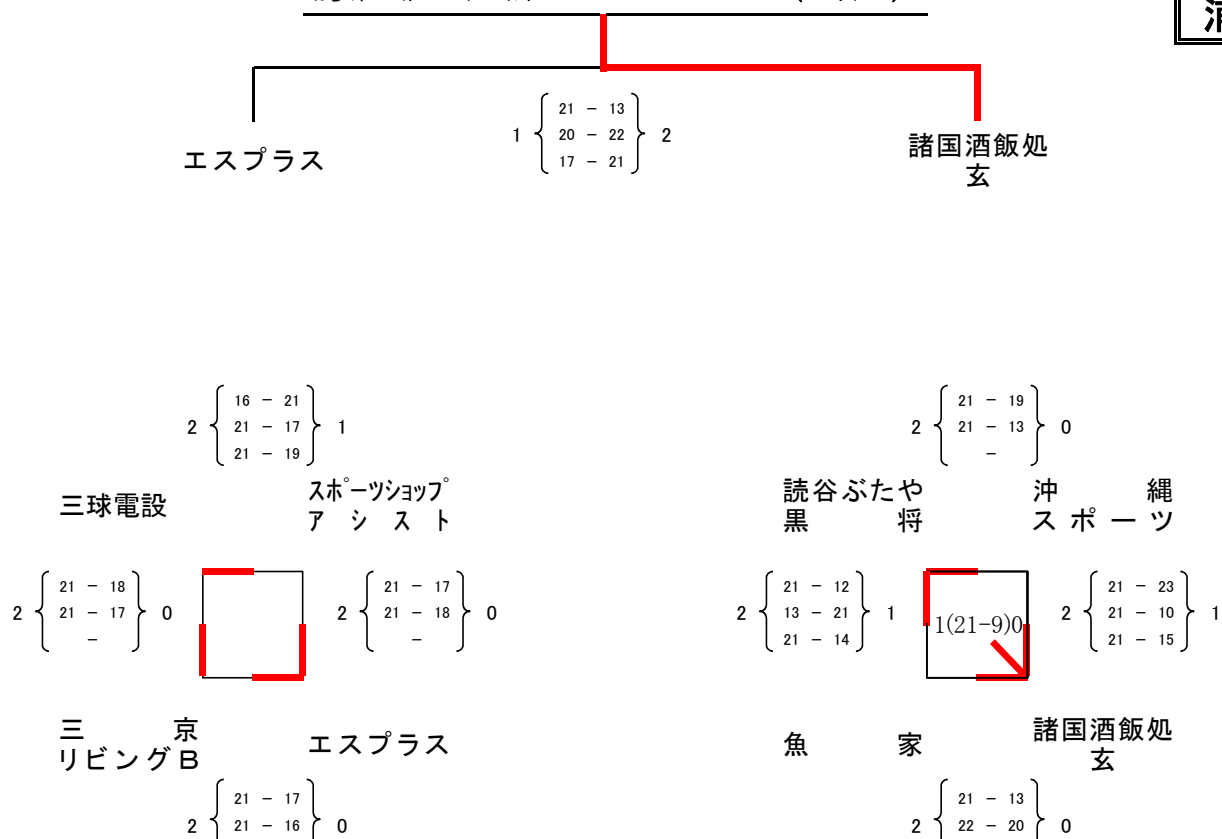 21 － 13
1 20 － 22 2
17 － 21
エスプラス
諸国酒飯処
玄
16 － 21
2 21 － 17 1
21 － 19
21 － 19
2 21 － 13 0
－
三球電設
スポーツショップ
アシスト
読谷ぶたや
黒将
沖縄
スポーツ
21 － 18
2 21 － 17 0
－
21 － 17
2 21 － 18 0
－
21 － 12
2 13 － 21 1
21 － 14
1(21-9)0
21 － 23
2 21 － 10 1
21 － 15
三京
リビングＢ
エスプラス
魚家
諸国酒飯処
玄
21 － 17
2 21 － 16 0
21 － 13
2 22 － 20 0